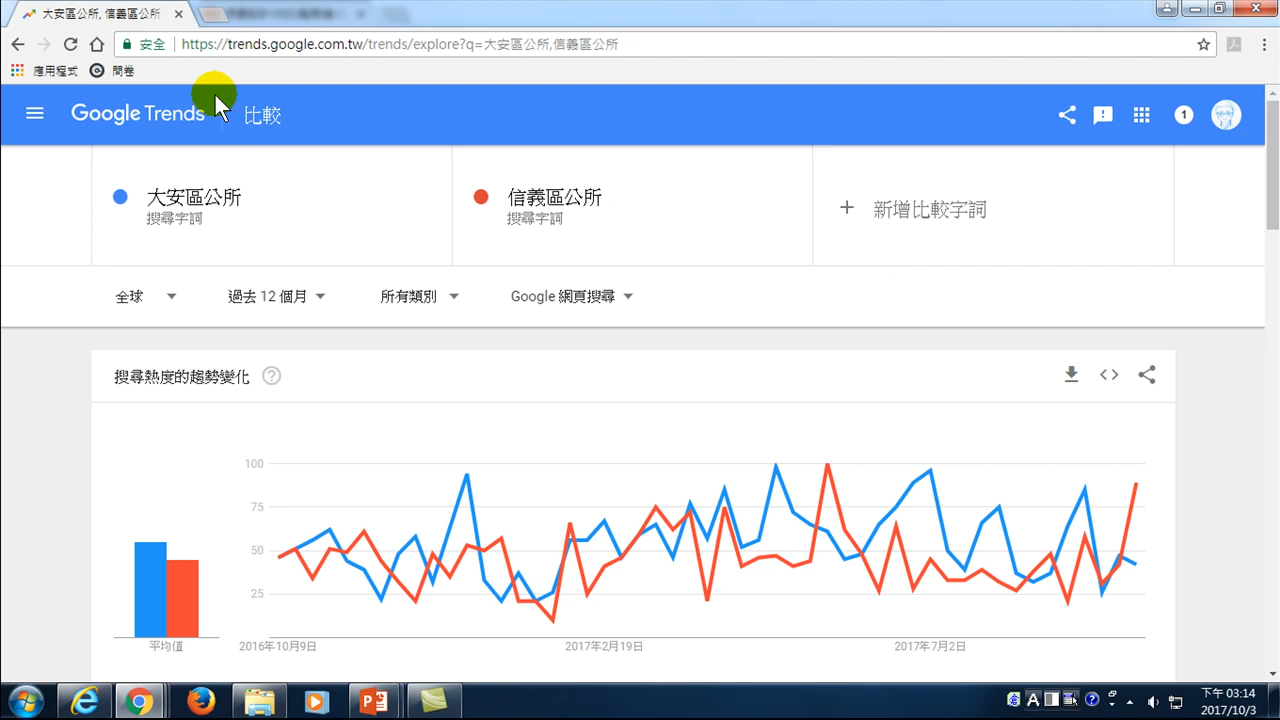 大安區公所, 信義區公所
安全 https://trends.google.com.tw/trends/explore?q=大安區公所,信義區公所
應用程式 問卷
Google Trends 比較 1
大安區公所 信義區公所 + 新增比較字詞
搜尋字詞 搜尋字詞
全球 過去 12 個月 所有類別 Google 網頁搜尋
搜尋熱度的趨勢變化 ?
100
75
50
25
平均值 2016年10月9日 2017年2月19日 2017年7月2日
下午 03:14
2017/10/3